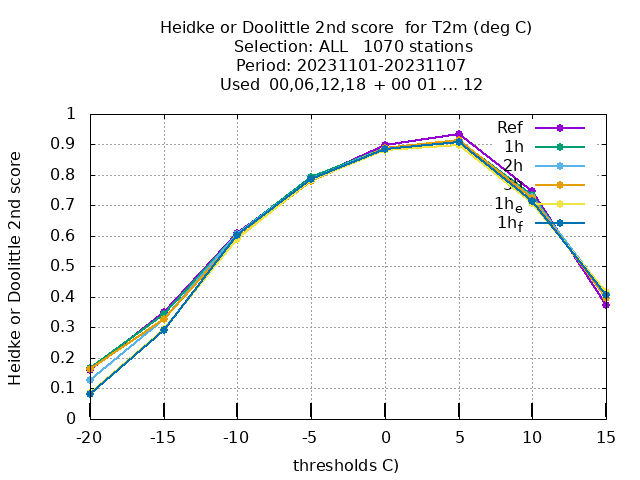 Heidke or Doolittle 2nd score  for T2m (deg C)
Selection: ALL   1070 stations
Period: 20231101-20231107
Used  00,06,12,18  + 00 01 ... 12
Heidke or Doolittle 2nd score
1
0.9
0.8
0.7
0.6
0.5
0.4
0.3
0.2
0.1
0
-20
-15
-10
-5
0
5
10
15
thresholds C)
Ref
1h
2h
3h
1h_e
1h_f